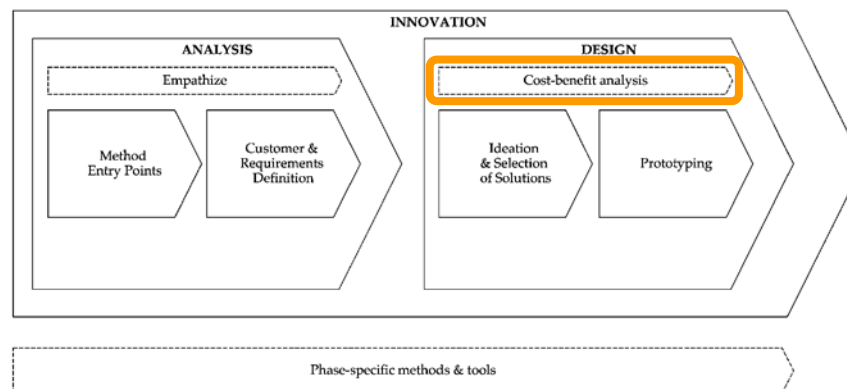 INNOVATION
ANALYSIS
Empathize
Method
Entry Points
Customer &
Requirements
Definition
DESIGN
Cost-benefit analysis
Ideation
& Selection
of Solutions
Prototyping
Phase-specific methods & tools